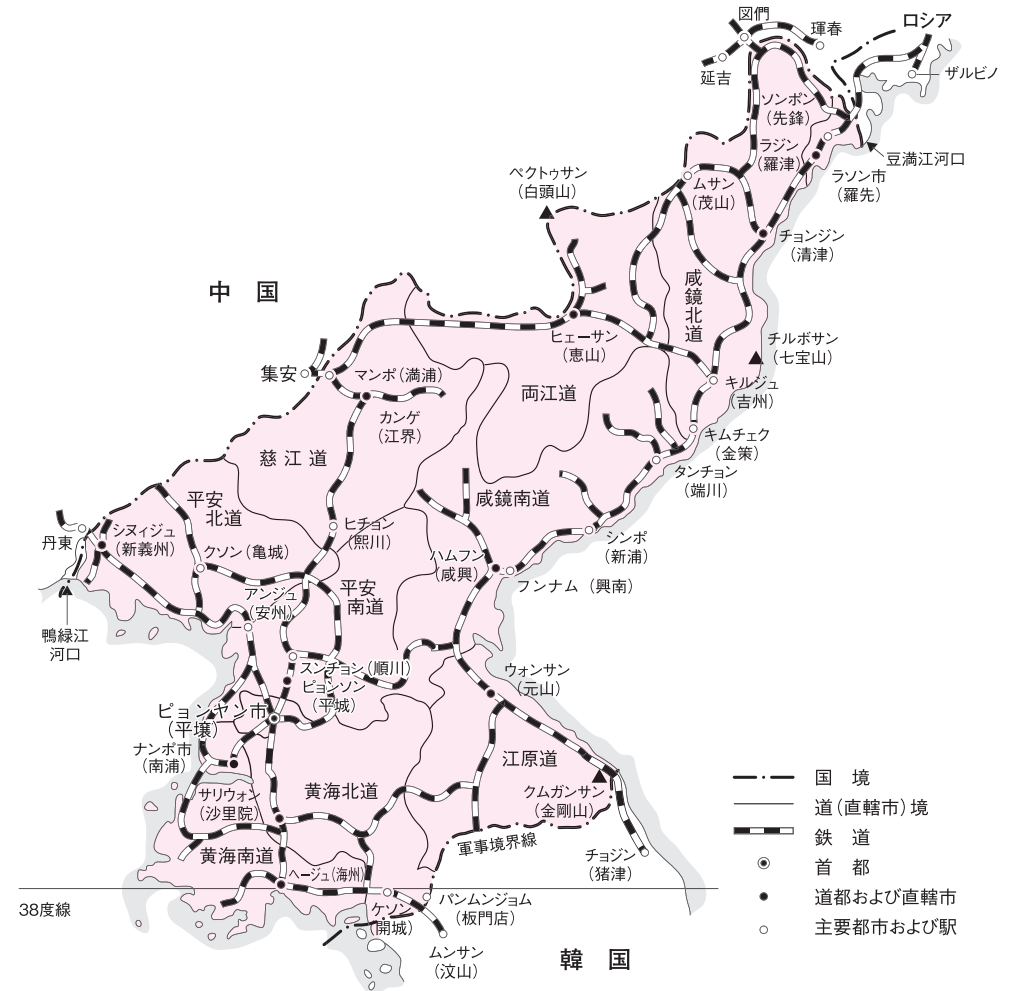 図們
琿春
ロシア
延吉
ザルビノ
ソンボン
(先鋒)
ラジン
(羅津)
豆満江河口
ラソン市
(羅先)
ペクトゥサン
(白頭山)
ムサン
(茂山)
チョンジン
(清津)
中 国
咸鏡北道
ヒェーサン
(恵山)
チルボサン
(七宝山)
集安
マンポ(満浦)
両江道
キルジュ
(吉州)
カンゲ
(江界)
キムチェク
(金策)
慈江道
タンチョン
(端川)
平安
北道
咸鏡南道
丹東
シヌィジュ
(新義州)
ヒチョン
(熙川)
シンポ
(新浦)
クソン(亀城)
ハムフン
(咸興)
フンナム(興南)
アンジュ
(安州)
平安
南道
鴨緑江
河口
スンチョン(順川)
ピョンソン
(平城)
ウォンサン
(元山)
ピョンヤン市
(平壌)
ナンポ市
(南浦)
江原道
サリウォン
(沙里院)
黄海北道
クムガンサン
(金剛山)
軍事境界線
黄海南道
チョジン
(猪津)
ヘージュ(海州)
38度線
ケソン
(開城)
パンムンジョム
(板門店)
ムンサン
(汶山)
韓 国
国 境
道(直轄市)境
鉄 道
首 都
道都および直轄市
主要都市および駅